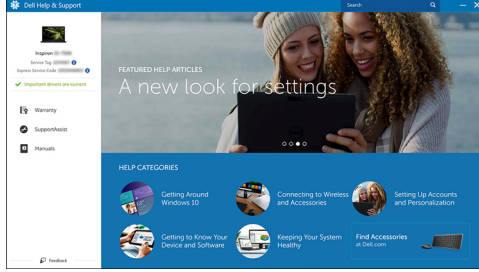 Dell Help & Support
Search
Inspiron
Service Tag
Express Service Code
Important drivers are current
Warranty
SupportAssist
Manuals
Feedback
FEATURED HELP ARTICLES
A new look for settings
HELP CATEGORIES
Getting Around
Windows 10
Connecting to Wireless
and Accessories
Setting Up Accounts
and Personalization
Getting to Know Your
Device and Software
Keeping Your System
Healthy
Find Accessories
at Dell.com